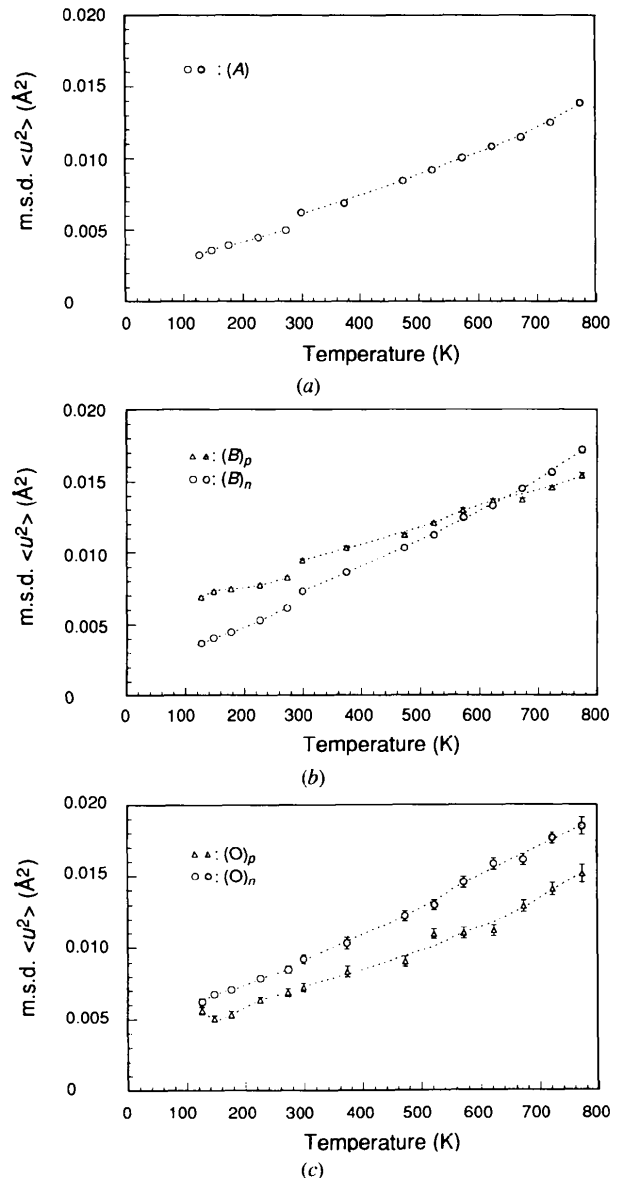 0.020
0.015
0.010
0.005
0
m.s.d. <u²> (Å²)
○ ○ : (A)
0 100 200 300 400 500 600 700 800
Temperature (K)
(a)
0.020
0.015
0.010
0.005
0
m.s.d. <u²> (Å²)
△ ▵ : (B)p
○ ○ : (B)n
0 100 200 300 400 500 600 700 800
Temperature (K)
(b)
0.020
0.015
0.010
0.005
0
m.s.d. <u²> (Å²)
△ ▵ : (O)p
○ ○ : (O)n
0 100 200 300 400 500 600 700 800
Temperature (K)
(c)